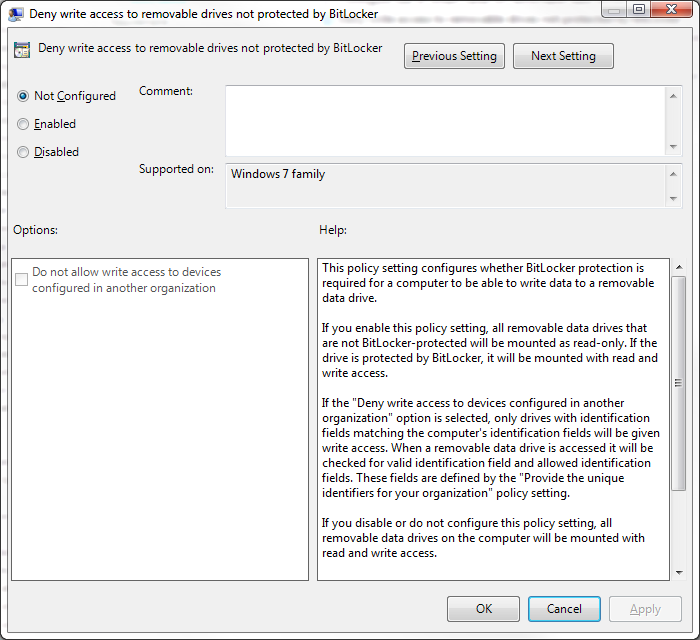 Deny write access to removable drives not protected by BitLocker
Deny write access to removable drives not protected by BitLocker
Previous Setting
Next Setting
Not Configured
Enabled
Disabled
Comment:
Supported on:
Windows 7 family
Options:
Help:
Do not allow write access to devices
configured in another organization
This policy setting configures whether BitLocker protection is
required for a computer to be able to write data to a removable
data drive.
If you enable this policy setting, all removable data drives that
are not BitLocker-protected will be mounted as read-only. If the
drive is protected by BitLocker, it will be mounted with read and
write access.
If the "Deny write access to devices configured in another
organization" option is selected, only drives with identification
fields matching the computer's identification fields will be given
write access. When a removable data drive is accessed it will be
checked for valid identification field and allowed identification
fields. These fields are defined by the "Provide the unique
identifiers for your organization" policy setting.
If you disable or do not configure this policy setting, all
removable data drives on the computer will be mounted with
read and write access.
OK
Cancel
Apply